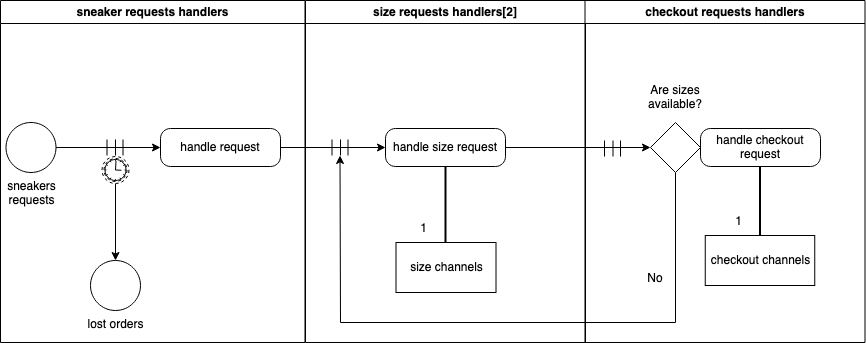 sneaker requests handlers
size requests handlers[2]
checkout requests handlers
Are sizes
available?
handle request
handle size request
handle checkout
request
sneakers
requests
1
1
size channels
checkout channels
No
lost orders